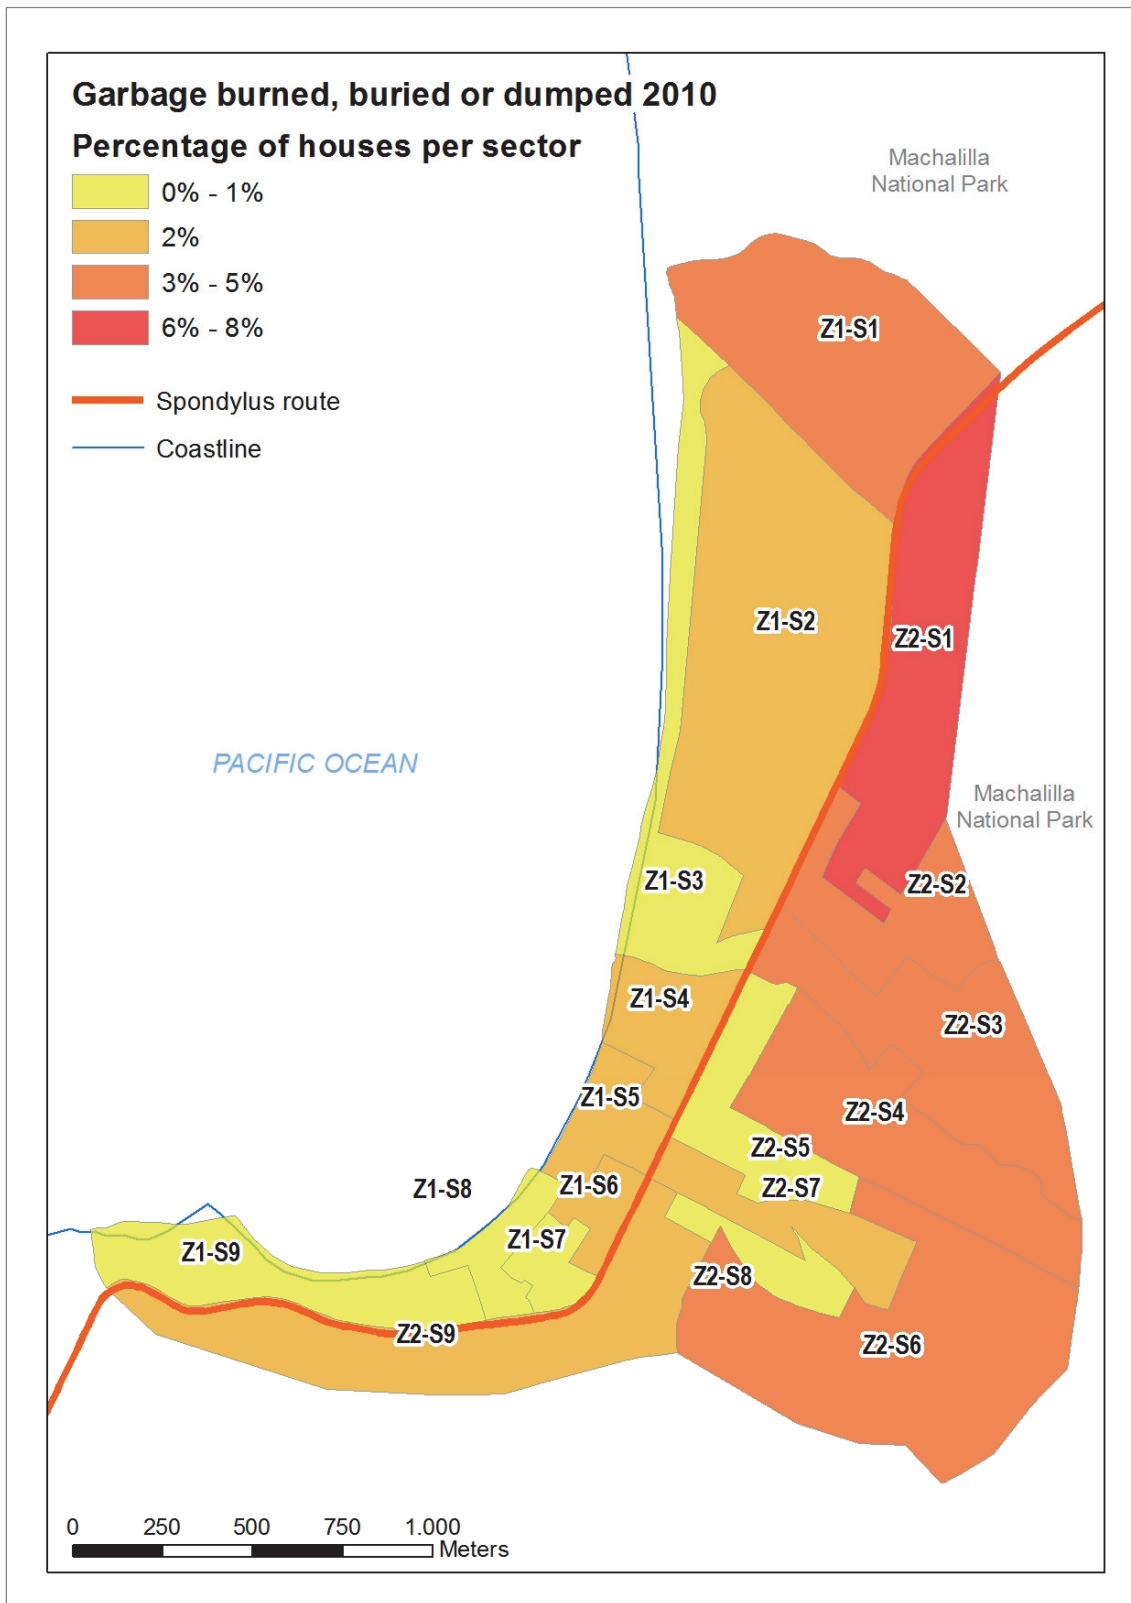 Garbage burned, buried or dumped 2010
Percentage of houses per sector
0% - 1%
2%
3% - 5%
6% - 8%
Spondylus route
Coastline
Machalilla
National Park
Z1-S1
Z1-S2
Z2-S1
PACIFIC OCEAN
Machalilla
National Park
Z1-S3
Z2-S2
Z1-S4
Z2-S3
Z1-S5
Z2-S4
Z2-S5
Z1-S8
Z1-S6
Z2-S7
Z1-S9
Z1-S7
Z2-S8
Z2-S9
Z2-S6
0 250 500 750 1.000
Meters